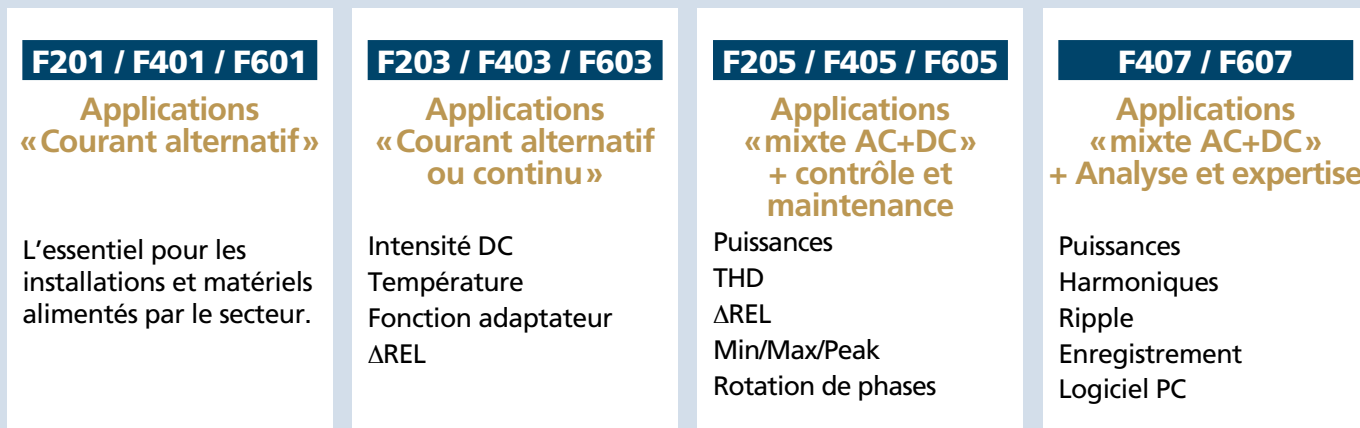 F201 / F401 / F601
Applications
«Courant alternatif»
L’essentiel pour les
installations et matériels
alimentés par le secteur.
F203 / F403 / F603
Applications
«Courant alternatif
ou continu»
Intensité DC
Température
Fonction adaptateur
∆REL
F205 / F405 / F605
Applications
«mixte AC+DC»
+ contrôle et
maintenance
Puissances
THD
∆REL
Min/Max/Peak
Rotation de phases
F407 / F607
Applications
«mixte AC+DC»
+ Analyse et expertise
Puissances
Harmoniques
Ripple
Enregistrement
Logiciel PC